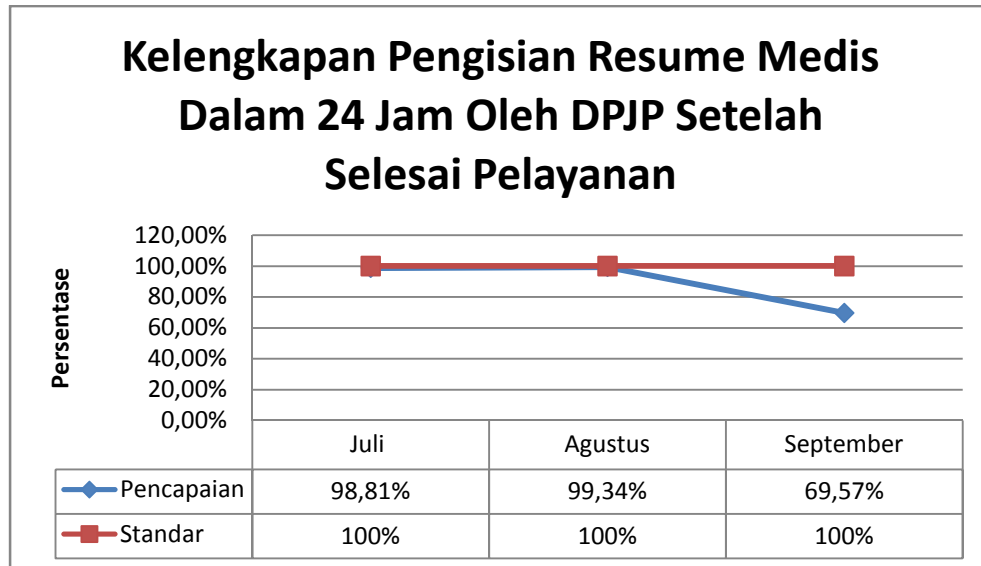 Kelengkapan Pengisian Resume Medis
Dalam 24 Jam Oleh DPJP Setelah
Selesai Pelayanan
Persentase
120,00%
100,00%
80,00%
60,00%
40,00%
20,00%
0,00%
Juli Agustus September
Pencapaian 98,81% 99,34% 69,57%
Standar 100% 100% 100%